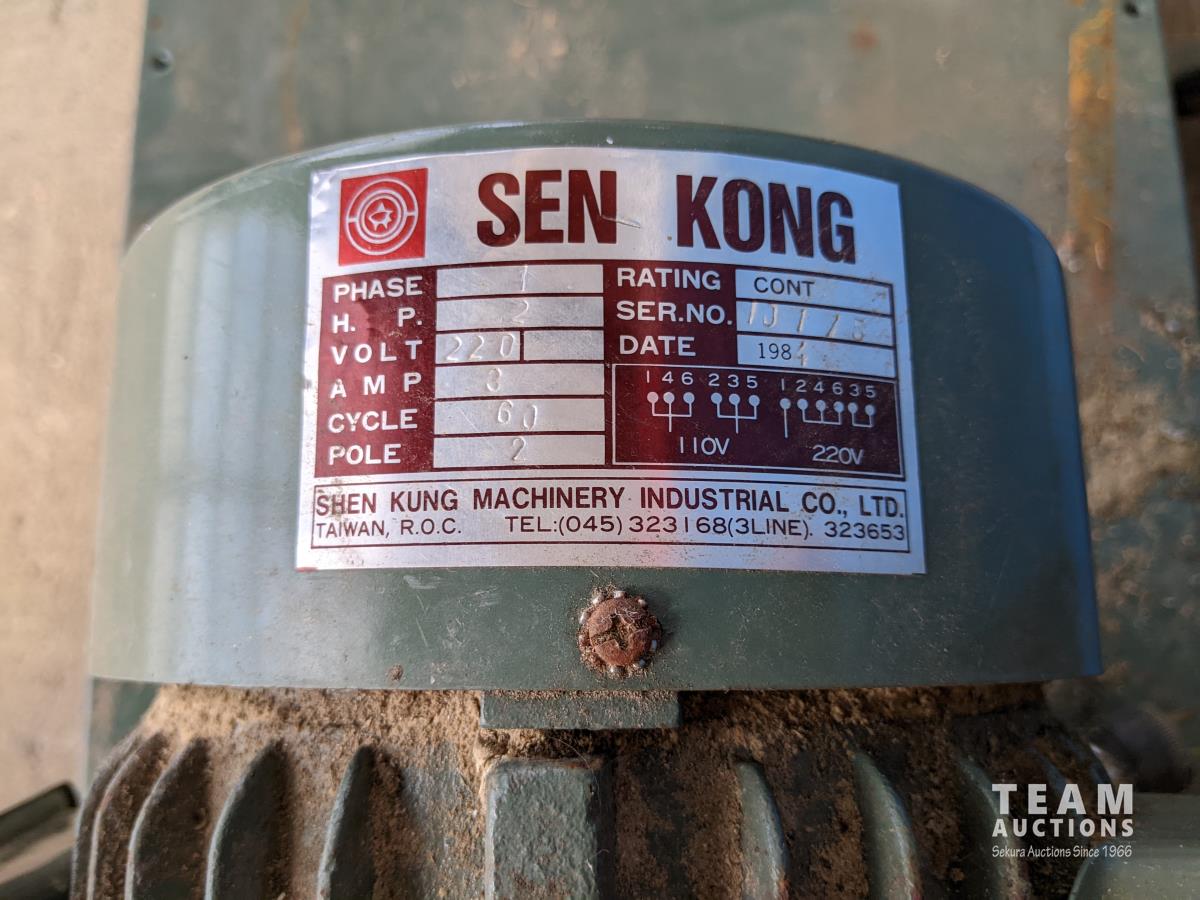 SEN KONG
PHASE 1 RATING CONT
H. P. 2 SER.NO.
VOLT 220 DATE 1984
AMP 8
CYCLE 60
POLE 2
146 235 124635
110V 220V
SHEN KUNG MACHINERY INDUSTRIAL CO., LTD.
TAIWAN, R.O.C. TEL:(045) 323168(3LINE). 323653
TEAM
AUCTIONS
Sekura Auctions Since 1966